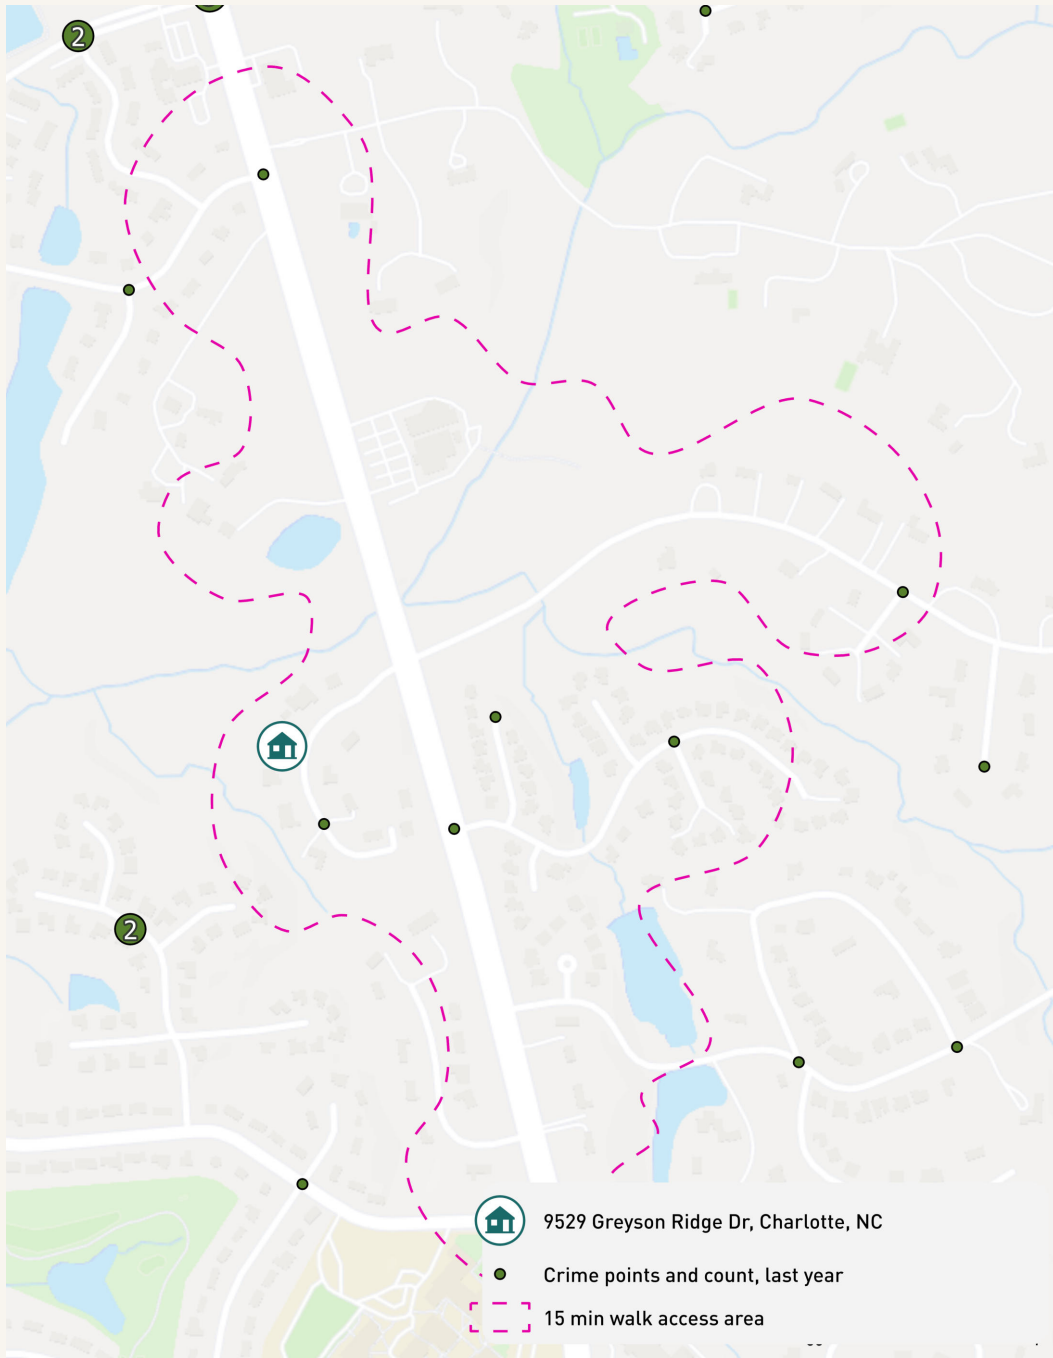 2
2
9529 Greyson Ridge Dr, Charlotte, NC
Crime points and count, last year
15 min walk access area